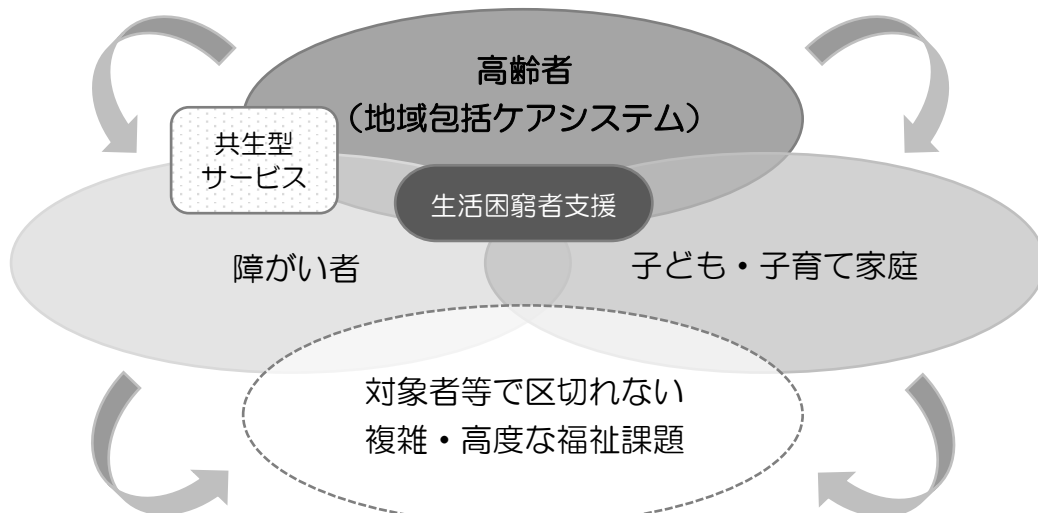 高齢者
（地域包括ケアシステム）
共生型
サービス
生活困窮者支援
障がい者
子ども・子育て家庭
対象者等で区切れない
複雑・高度な福祉課題